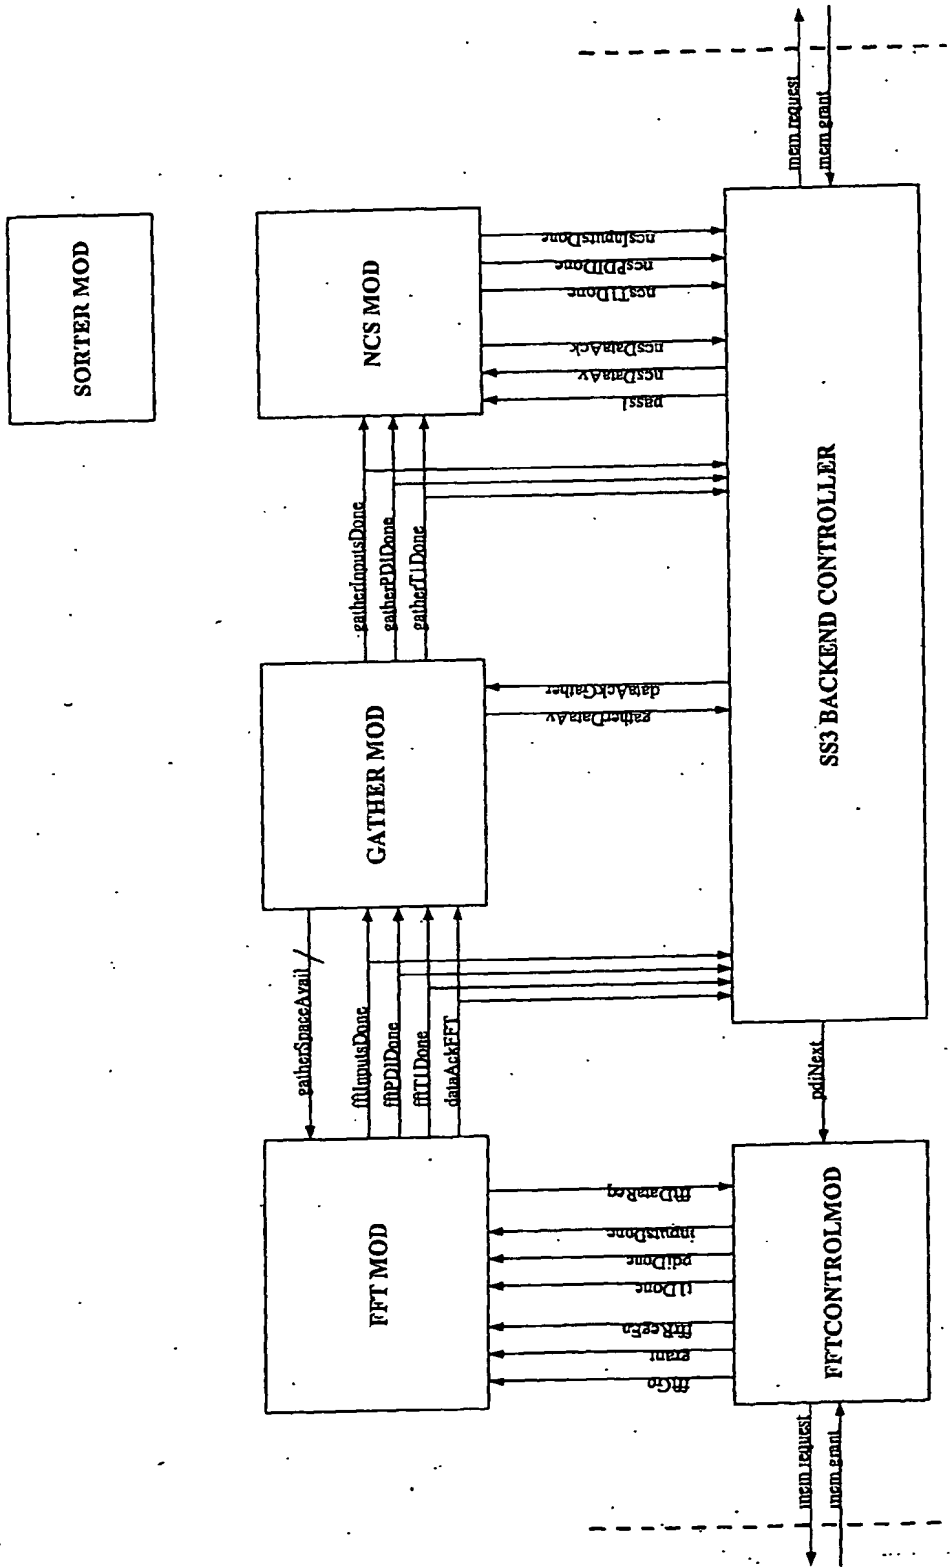 SORTER MOD
NCS MOD
GATHER MOD
FFT MOD
SS3 BACKEND CONTROLLER
FFTCONTROLMOD
mem request
mem grant
ncsInputsDone
ncsPDIDone
ncsT1Done
ncsDataAck
ncsDataAv
pass1
gatherInputsDone
gatherPDIDone
gatherT1Done
dataAckGather
gatherDataAv
gatherSpaceAvail
fftInputsDone
fftPDIDone
fftT1Done
dataAckFFT
pdiNext
fftDataReq
inputsDone
pdiDone
t1Done
fftRegEn
grant
fftGo
mem request
mem grant